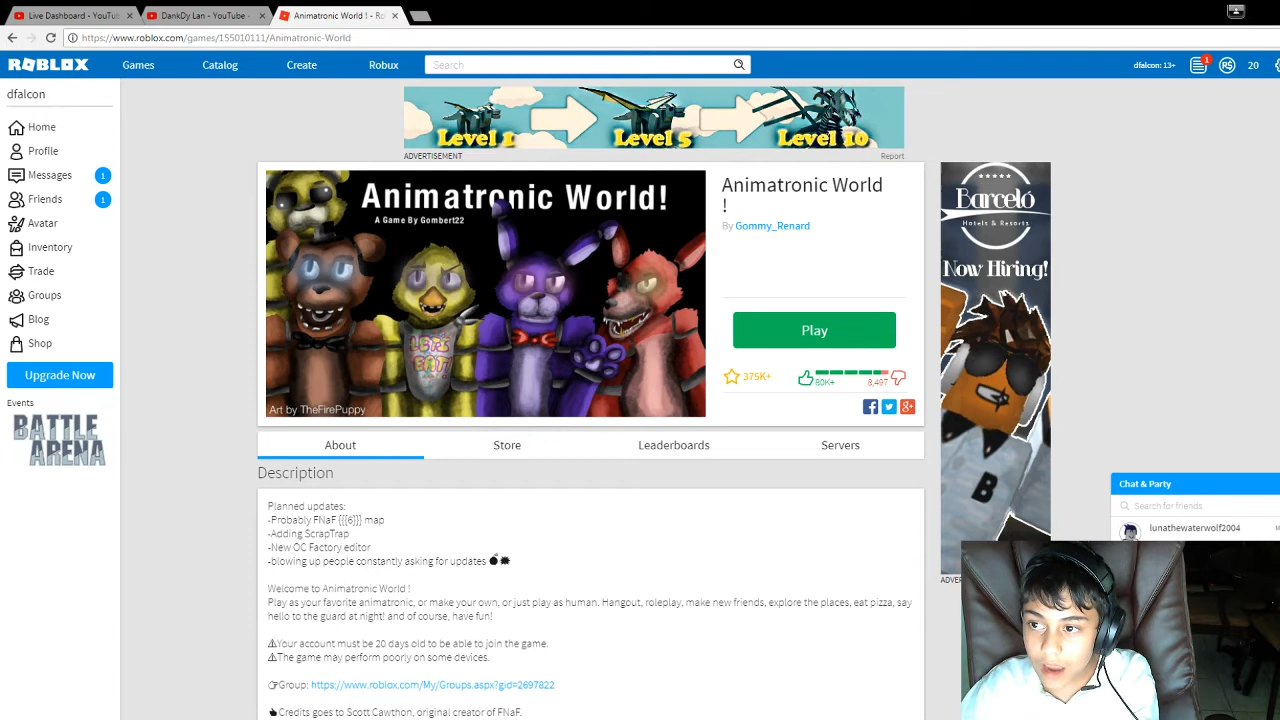 Live Dashboard - YouTub
DankDy Lan - YouTube -
Animatronic World ! - Ro
https://www.roblox.com/games/155010111/Animatronic-World
ROBLOX
Games
Catalog
Create
Robux
Search
dfalcon: 13+
1
R$
20
dfalcon
Home
Profile
Messages
1
Friends
1
Avatar
Inventory
Trade
Groups
Blog
Shop
Upgrade Now
Events
BATTLE
ARENA
Level 1
Level 5
Level 10
ADVERTISEMENT
Report
Animatronic World!
A Game By Gombert22
LET'S
EAT!
Art by TheFirePuppy
Animatronic World
!
By Gommy_Renard
Play
375K+
80K+
8,497
Barceló
Hotels & Resorts
Now Hiring!
B
ADVER
About
Store
Leaderboards
Servers
Description
Planned updates:
-Probably FNaF {{{6}}} map
-Adding ScrapTrap
-New OC Factory editor
-blowing up people constantly asking for updates 💣💥
Welcome to Animatronic World !
Play as your favorite animatronic, or make your own, or just play as human. Hangout, roleplay, make new friends, explore the places, eat pizza, say
hello to the guard at night! and of course, have fun!
⚠Your account must be 20 days old to be able to join the game.
⚠The game may perform poorly on some devices.
👉Group: https://www.roblox.com/My/Groups.aspx?gid=2697822
👍Credits goes to Scott Cawthon, original creator of FNaF.
Chat & Party
Search for friends
lunathewaterwolf2004